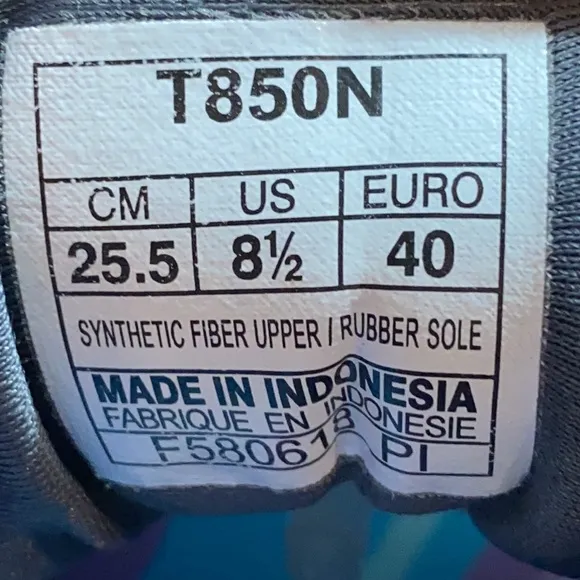 T850N
CM US EURO
25.5 8½ 40
SYNTHETIC FIBER UPPER / RUBBER SOLE
MADE IN INDONESIA
FABRIQUE EN INDONESIE
F580618 PI